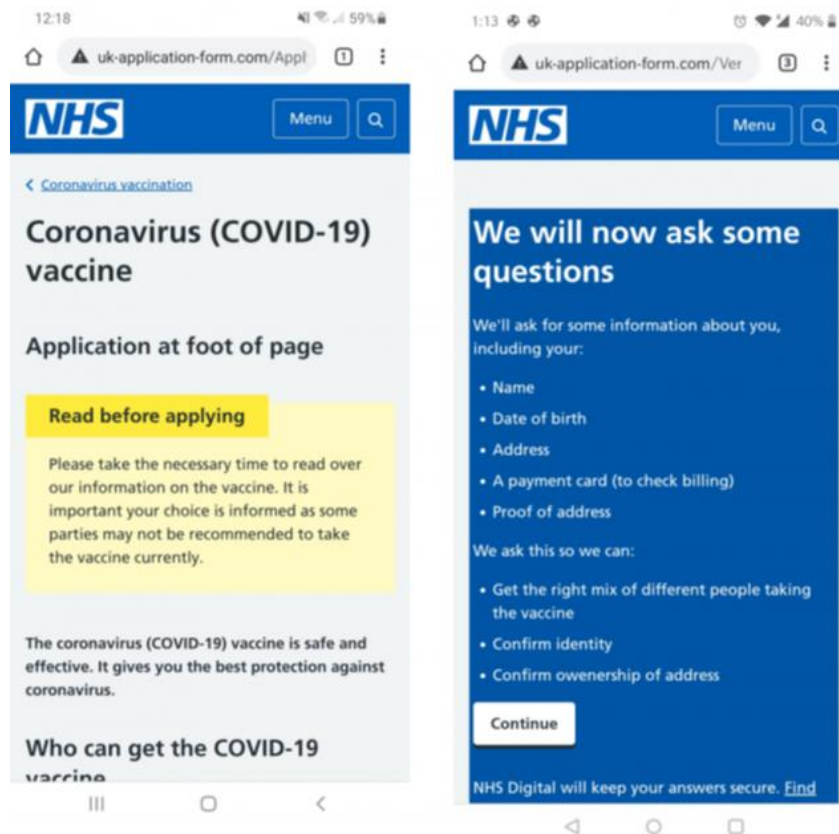 12:18
59%
uk-application-form.com/Appl
1
NHS
Menu
Coronavirus vaccination
Coronavirus (COVID-19)
vaccine
Application at foot of page
Read before applying
Please take the necessary time to read over
our information on the vaccine. It is
important your choice is informed as some
parties may not be recommended to take
the vaccine currently.
The coronavirus (COVID-19) vaccine is safe and
effective. It gives you the best protection against
coronavirus.
Who can get the COVID-19
vaccine
1:13
40%
uk-application-form.com/Ver
3
NHS
Menu
We will now ask some
questions
We'll ask for some information about you,
including your:
• Name
• Date of birth
• Address
• A payment card (to check billing)
• Proof of address
We ask this so we can:
• Get the right mix of different people taking
the vaccine
• Confirm identity
• Confirm owenership of address
Continue
NHS Digital will keep your answers secure. Find